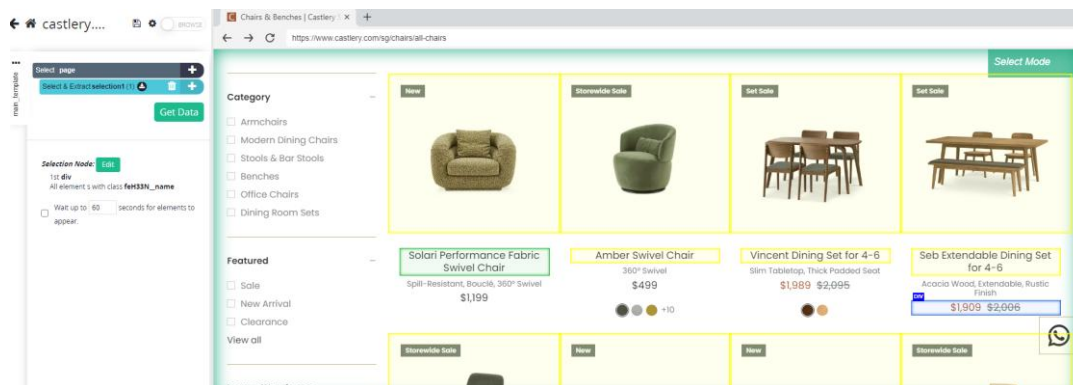 castlery....
BROWSE
Chairs & Benches | Castlery S
https://www.castlery.com/sg/chairs/all-chairs
main_template
Select page
Select & Extract selection1 (1)
Get Data
Selection Node: Edit
1st div
All element s with class feH33N__name
Wait up to 60 seconds for elements to
appear.
Select Mode
Category
Armchairs
Modern Dining Chairs
Stools & Bar Stools
Benches
Office Chairs
Dining Room Sets
Featured
Sale
New Arrival
Clearance
View all
New
Storewide Sale
Set Sale
Set Sale
Solari Performance Fabric
Swivel Chair
Spill-Resistant, Bouclé, 360° Swivel
$1,199
Amber Swivel Chair
360° Swivel
$499
+10
Vincent Dining Set for 4-6
Slim Tabletop, Thick Padded Seat
$1,989 $2,095
Seb Extendable Dining Set
for 4-6
Acacia Wood, Extendable, Rustic
Finish
DIV
$1,909 $2,006
Storewide Sale
New
New
Storewide Sale